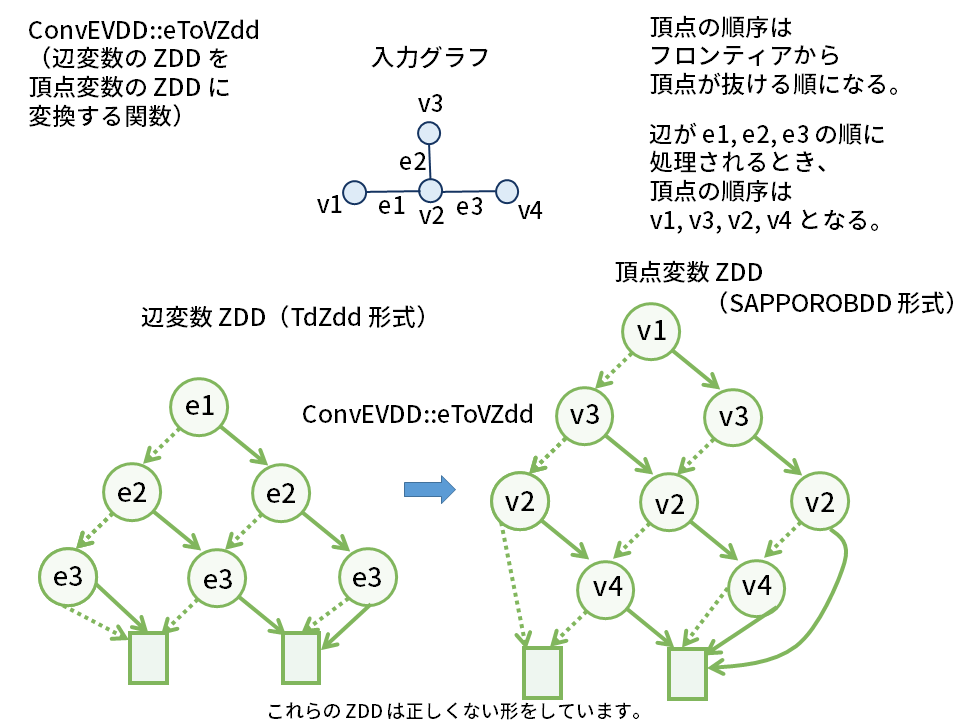 ConvEVDD::eToVZdd
（辺変数の ZDD を
頂点変数の ZDD に
変換する関数）
入力グラフ
頂点の順序は
フロンティアから
頂点が抜ける順になる。
辺が e1, e2, e3 の順に
処理されるとき、
頂点の順序は
v1, v3, v2, v4 となる。
v3
e2
v1
e1
v2
e3
v4
辺変数 ZDD（TdZdd 形式）
e1
e2
e2
e3
e3
e3
ConvEVDD::eToVZdd
頂点変数 ZDD
（SAPPOROBDD 形式）
v1
v3
v3
v2
v2
v2
v4
v4
これらの ZDD は正しくない形をしています。